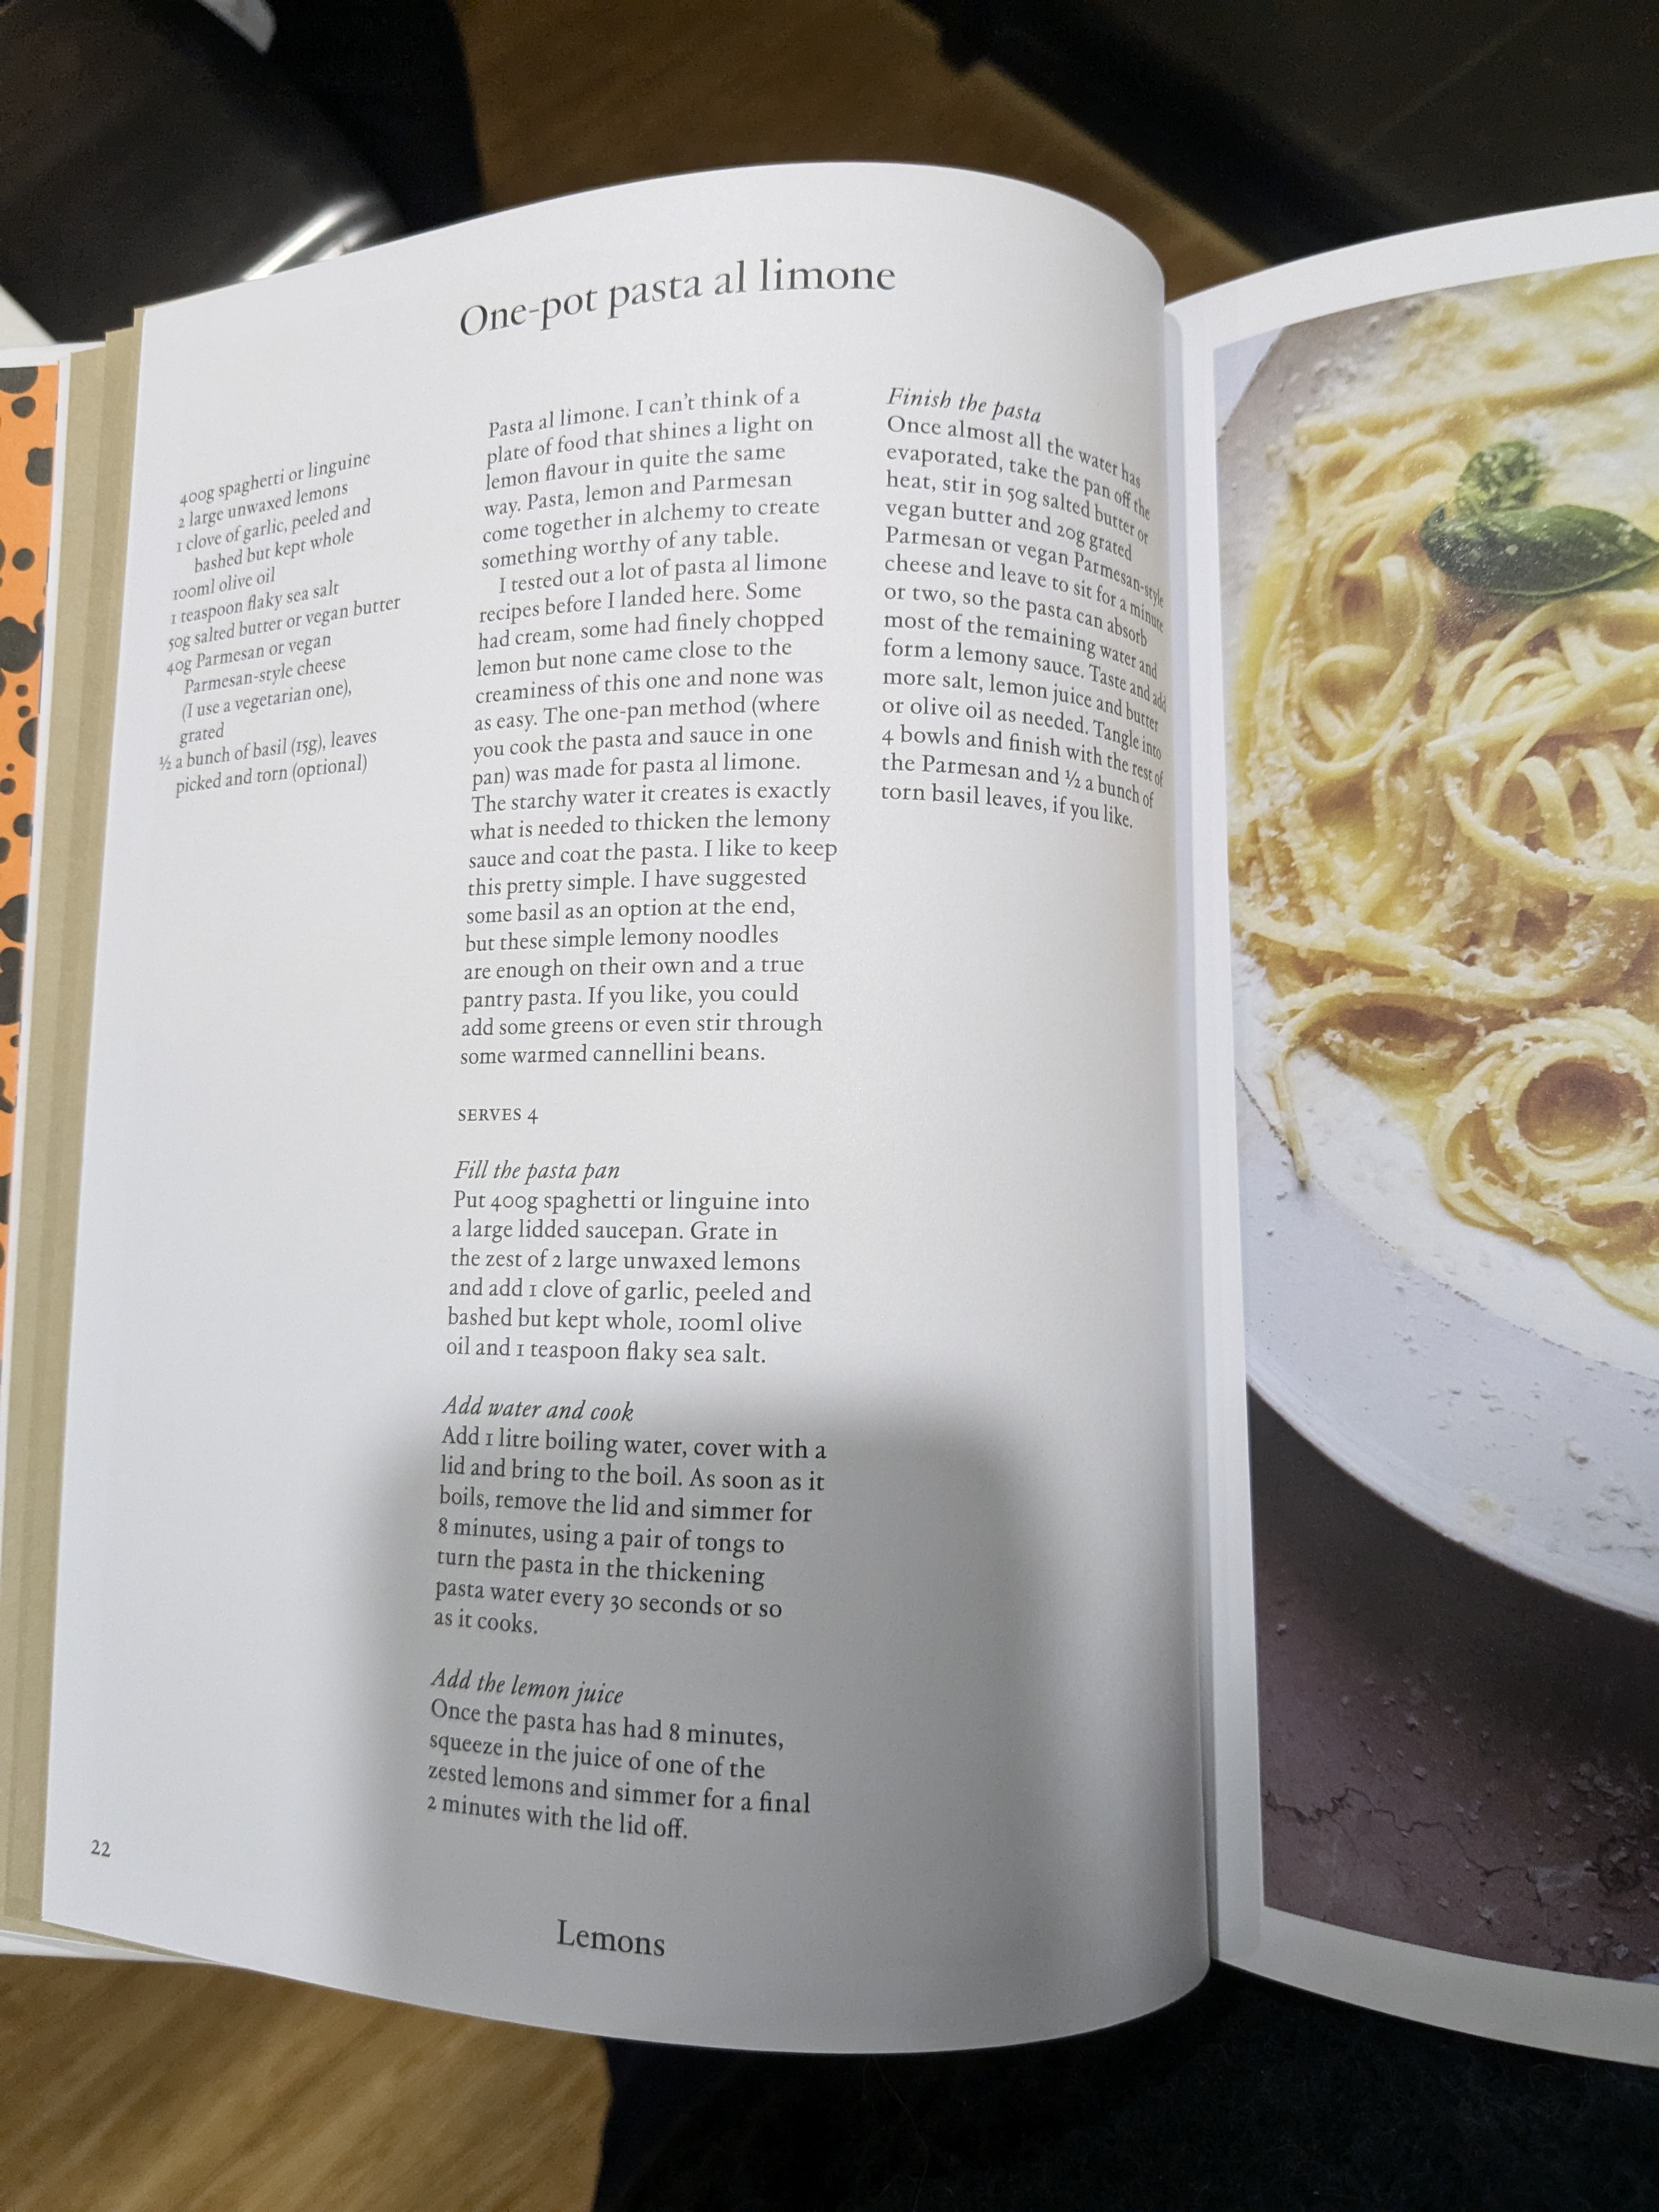 One-pot pasta al limone
400g spaghetti or linguine
2 large unwaxed lemons
1 clove of garlic, peeled and
bashed but kept whole
100ml olive oil
1 teaspoon flaky sea salt
50g salted butter or vegan butter
40g Parmesan or vegan
Parmesan-style cheese
(I use a vegetarian one),
grated
½ a bunch of basil (15g), leaves
picked and torn (optional)
Pasta al limone. I can't think of a
plate of food that shines a light on
lemon flavour in quite the same
way. Pasta, lemon and Parmesan
come together in alchemy to create
something worthy of any table.
I tested out a lot of pasta al limone
recipes before I landed here. Some
had cream, some had finely chopped
lemon but none came close to the
creaminess of this one and none was
as easy. The one-pan method (where
you cook the pasta and sauce in one
pan) was made for pasta al limone.
The starchy water it creates is exactly
what is needed to thicken the lemony
sauce and coat the pasta. I like to keep
this pretty simple. I have suggested
some basil as an option at the end,
but these simple lemony noodles
are enough on their own and a true
pantry pasta. If you like, you could
add some greens or even stir through
some warmed cannellini beans.
SERVES 4
Fill the pasta pan
Put 400g spaghetti or linguine into
a large lidded saucepan. Grate in
the zest of 2 large unwaxed lemons
and add 1 clove of garlic, peeled and
bashed but kept whole, 100ml olive
oil and 1 teaspoon flaky sea salt.
Add water and cook
Add 1 litre boiling water, cover with a
lid and bring to the boil. As soon as it
boils, remove the lid and simmer for
8 minutes, using a pair of tongs to
turn the pasta in the thickening
pasta water every 30 seconds or so
as it cooks.
Add the lemon juice
Once the pasta has had 8 minutes,
squeeze in the juice of one of the
zested lemons and simmer for a final
2 minutes with the lid off.
Finish the pasta
Once almost all the water has
evaporated, take the pan off the
heat, stir in 50g salted butter or
vegan butter and 20g grated
Parmesan or vegan Parmesan-style
cheese and leave to sit for a minute
or two, so the pasta can absorb
most of the remaining water and
form a lemony sauce. Taste and add
more salt, lemon juice and butter
or olive oil as needed. Tangle into
4 bowls and finish with the rest of
the Parmesan and ½ a bunch of
torn basil leaves, if you like.
22
Lemons